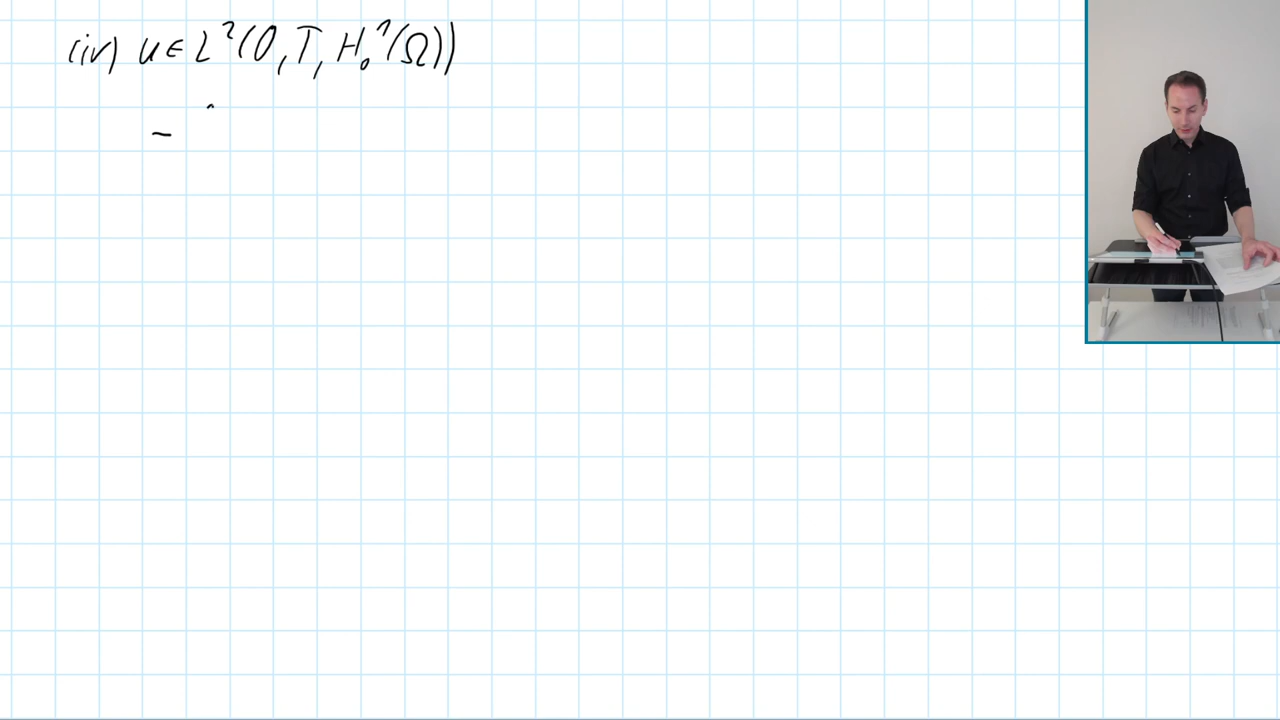 (iv) u ∈ L²(0,T,H₀¹(Ω))
~